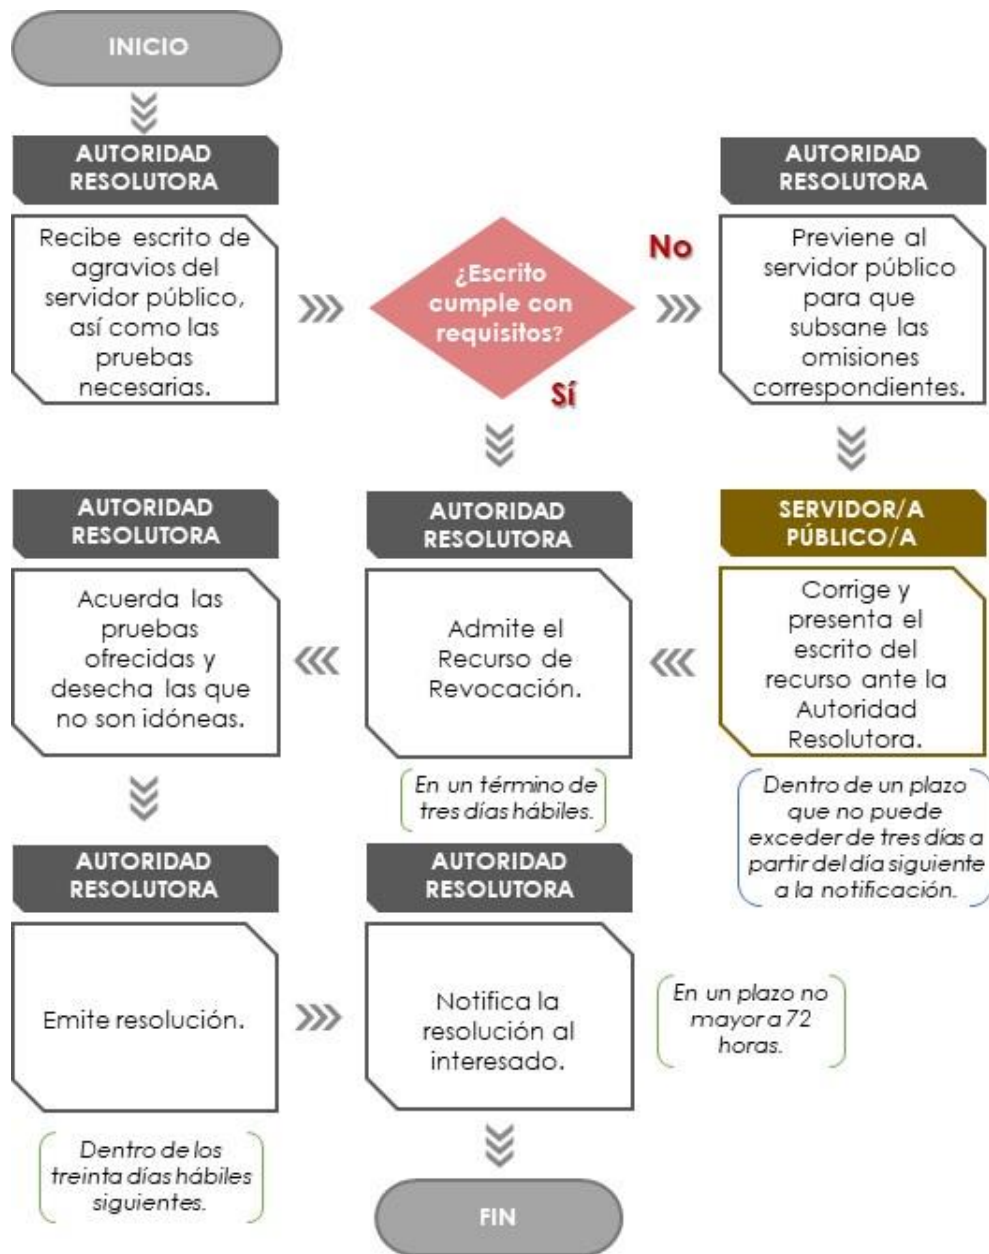 INICIO
AUTORIDAD
RESOLUTORA
Recibe escrito de
agravios del
servidor público,
así como las
pruebas
necesarias.
¿Escrito
cumple con
requisitos?
No
Sí
AUTORIDAD
RESOLUTORA
Previene al
servidor público
para que
subsane las
omisiones
correspondientes.
SERVIDOR/A
PÚBLICO/A
Corrige y
presenta el
escrito del
recurso ante la
Autoridad
Resolutora.
Dentro de un plazo
que no puede
exceder de tres días a
partir del día siguiente
a la notificación.
AUTORIDAD
RESOLUTORA
Admite el
Recurso de
Revocación.
En un término de
tres días hábiles.
AUTORIDAD
RESOLUTORA
Acuerda las
pruebas
ofrecidas y
desecha las que
no son idóneas.
AUTORIDAD
RESOLUTORA
Emite resolución.
Dentro de los
treinta días hábiles
siguientes.
AUTORIDAD
RESOLUTORA
Notifica la
resolución al
interesado.
En un plazo no
mayor a 72
horas.
FIN